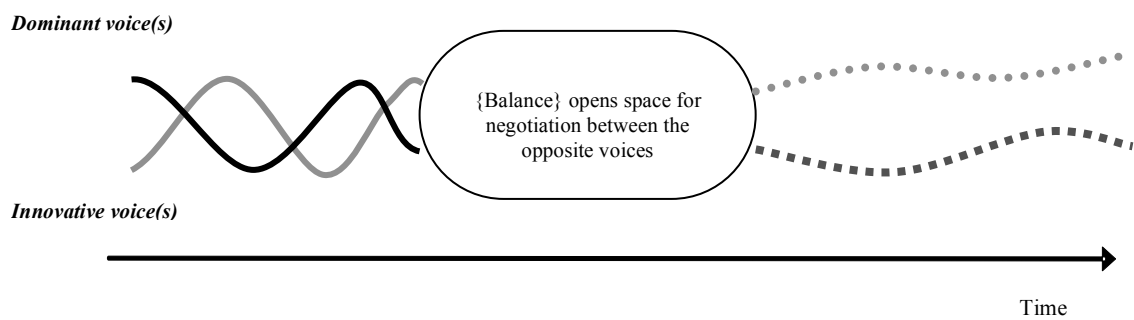 Dominant voice(s)
{Balance} opens space for
negotiation between the
opposite voices
Innovative voice(s)
Time